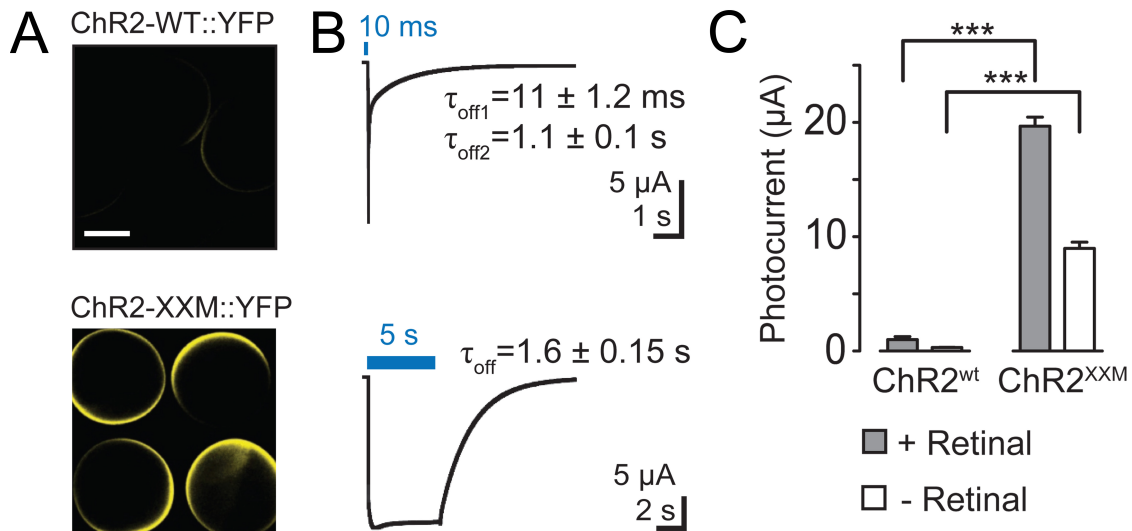 A
ChR2-WT::YFP
ChR2-XXM::YFP
B
10 ms
τoff1=11 ± 1.2 ms
τoff2=1.1 ± 0.1 s
5 µA
1 s
5 s
τoff=1.6 ± 0.15 s
5 µA
2 s
C
***
***
Photocurrent (µA)
20
10
0
ChR2wt
ChR2XXM
+ Retinal
- Retinal